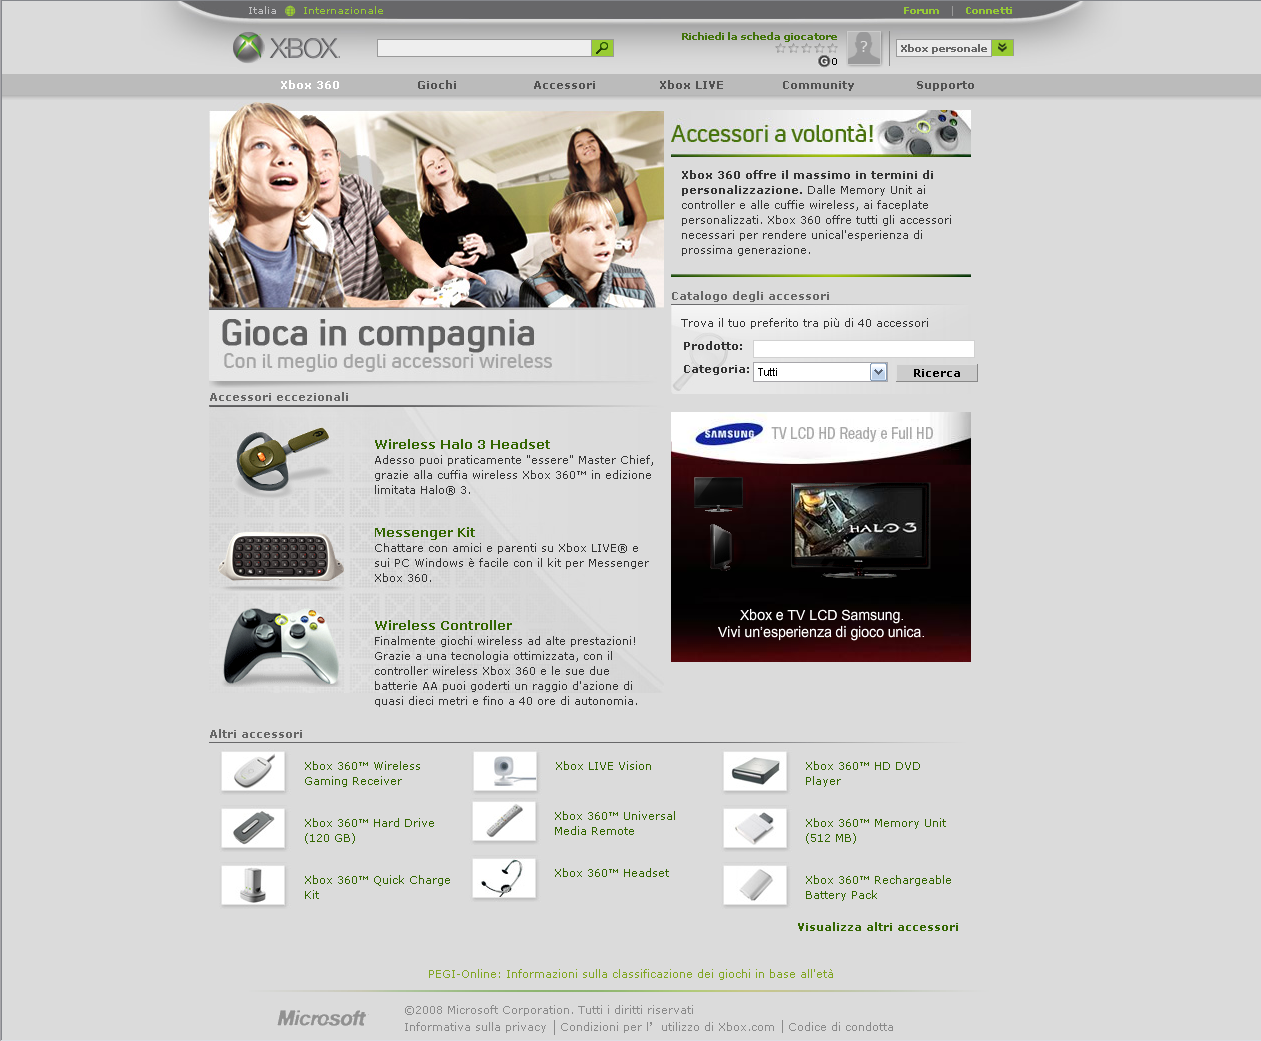 Italia Internazionale
Forum | Connetti
XBOX
Richiedi la scheda giocatore
G 0
?
Xbox personale
Xbox 360 Giochi Accessori Xbox LIVE Community Supporto
Gioca in compagnia
Con il meglio degli accessori wireless
Accessori a volontà!
Xbox 360 offre il massimo in termini di
personalizzazione. Dalle Memory Unit ai
controller e alle cuffie wireless, ai faceplate
personalizzati. Xbox 360 offre tutti gli accessori
necessari per rendere unical'esperienza di
prossima generazione.
Catalogo degli accessori
Trova il tuo preferito tra più di 40 accessori
Prodotto:
Categoria: Tutti Ricerca
Accessori eccezionali
Wireless Halo 3 Headset
Adesso puoi praticamente "essere" Master Chief,
grazie alla cuffia wireless Xbox 360™ in edizione
limitata Halo® 3.
Messenger Kit
Chattare con amici e parenti su Xbox LIVE® e
sui PC Windows è facile con il kit per Messenger
Xbox 360.
Wireless Controller
Finalmente giochi wireless ad alte prestazioni!
Grazie a una tecnologia ottimizzata, con il
controller wireless Xbox 360 e le sue due
batterie AA puoi goderti un raggio d'azione di
quasi dieci metri e fino a 40 ore di autonomia.
SAMSUNG TV LCD HD Ready e Full HD
HALO 3
Xbox e TV LCD Samsung.
Vivi un'esperienza di gioco unica.
Altri accessori
Xbox 360™ Wireless
Gaming Receiver
Xbox LIVE Vision
Xbox 360™ HD DVD
Player
Xbox 360™ Hard Drive
(120 GB)
Xbox 360™ Universal
Media Remote
Xbox 360™ Memory Unit
(512 MB)
Xbox 360™ Quick Charge
Kit
Xbox 360™ Headset
Xbox 360™ Rechargeable
Battery Pack
Visualizza altri accessori
PEGI-Online: Informazioni sulla classificazione dei giochi in base all'età
Microsoft
©2008 Microsoft Corporation. Tutti i diritti riservati
Informativa sulla privacy | Condizioni per l’ utilizzo di Xbox.com | Codice di condotta